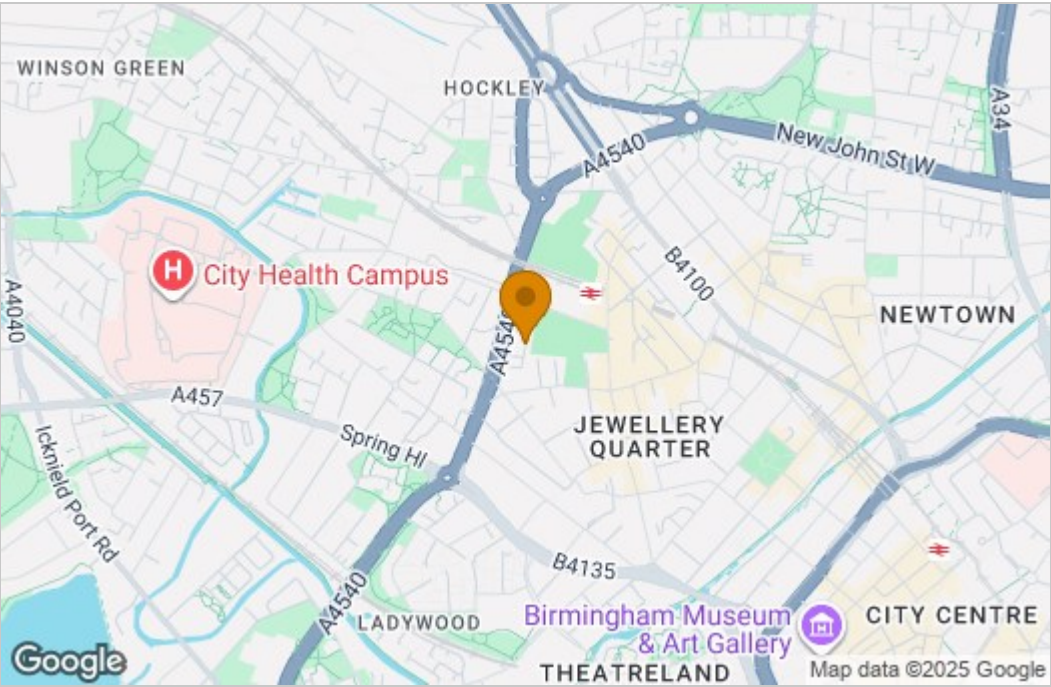 WINSON GREEN
HOCKLEY
A34
A4540
New John St W
City Health Campus
H
B4100
A4040
A4540
NEWTOWN
A457
JEWELLERY
QUARTER
Spring Hl
Icknield Port Rd
B4135
A4540
LADYWOOD
Birmingham Museum
& Art Gallery
CITY CENTRE
THEATRELAND
Google
Map data ©2025 Google